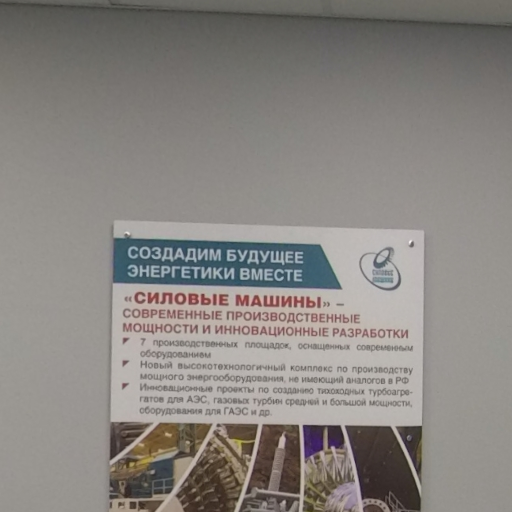 СОЗДАДИМ БУДУЩЕЕ
ЭНЕРГЕТИКИ ВМЕСТЕ
СИЛОВЫЕ
МАШИНЫ
«СИЛОВЫЕ МАШИНЫ» –
СОВРЕМЕННЫЕ ПРОИЗВОДСТВЕННЫЕ
МОЩНОСТИ И ИННОВАЦИОННЫЕ РАЗРАБОТКИ
7 производственных площадок, оснащенных современным
оборудованием
Новый высокотехнологичный комплекс по производству
мощного энергооборудования, не имеющий аналогов в РФ
Инновационные проекты по созданию тихоходных турбоагре-
гатов для АЭС, газовых турбин средней и большой мощности,
оборудования для ГАЭС и др.